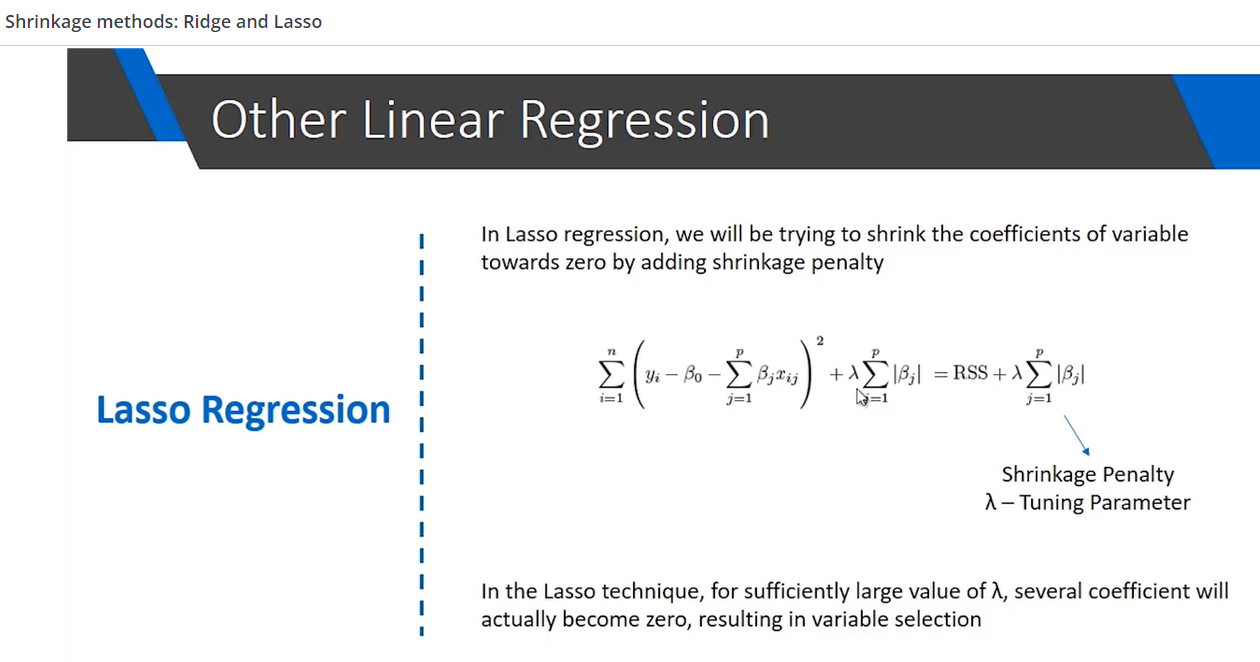 Shrinkage methods: Ridge and Lasso
Other Linear Regression
In Lasso regression, we will be trying to shrink the coefficients of variable
towards zero by adding shrinkage penalty
Lasso Regression
\sum_{i=1}^{n} \left( y_i - \beta_0 - \sum_{j=1}^{p} \beta_j x_{ij} \right)^2 + \lambda \sum_{j=1}^{p} |\beta_j| = \mathrm{RSS} + \lambda \sum_{j=1}^{p} |\beta_j|
Shrinkage Penalty
λ – Tuning Parameter
In the Lasso technique, for sufficiently large value of λ, several coefficient will
actually become zero, resulting in variable selection